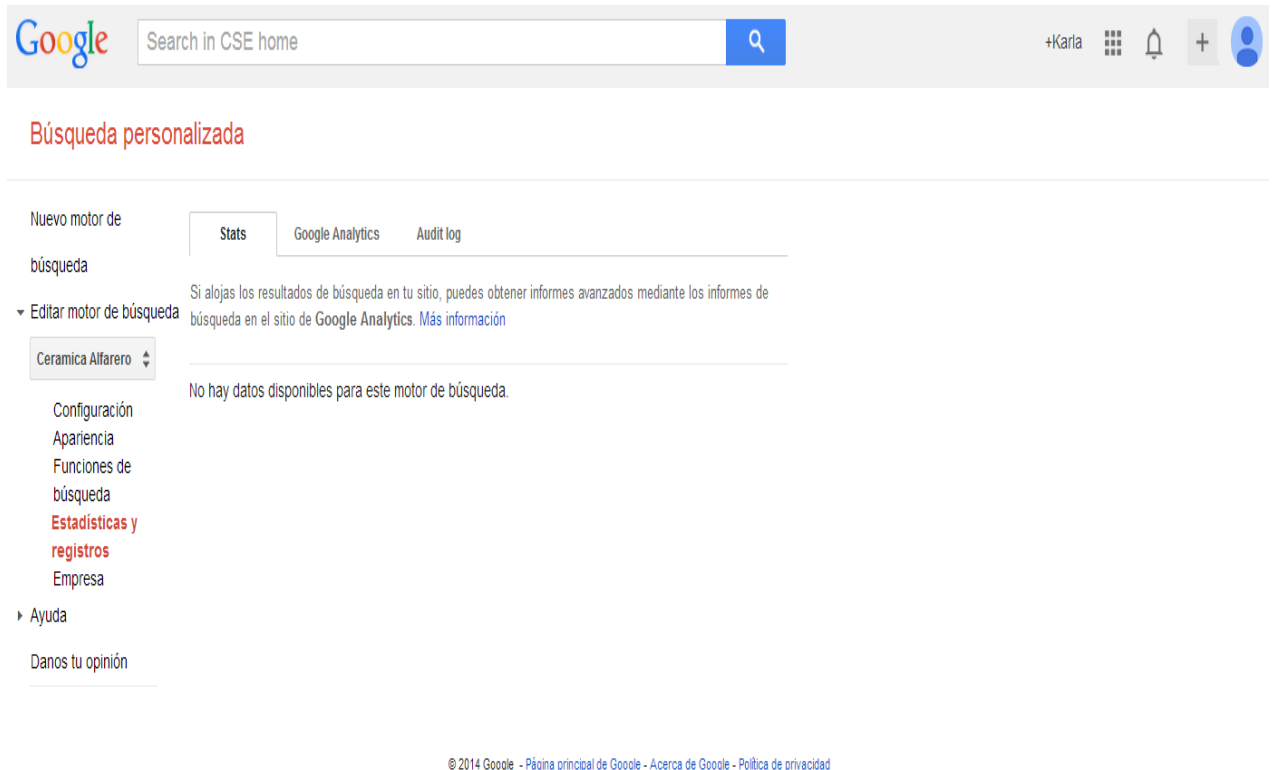 Google
Search in CSE home
+Karla
+
Búsqueda personalizada
Nuevo motor de
búsqueda
Editar motor de búsqueda
Ceramica Alfarero
Configuración
Apariencia
Funciones de
búsqueda
Estadísticas y
registros
Empresa
Ayuda
Danos tu opinión
Stats Google Analytics Audit log
Si alojas los resultados de búsqueda en tu sitio, puedes obtener informes avanzados mediante los informes de
búsqueda en el sitio de Google Analytics. Más información
No hay datos disponibles para este motor de búsqueda.
© 2014 Google - Página principal de Google - Acerca de Google - Política de privacidad